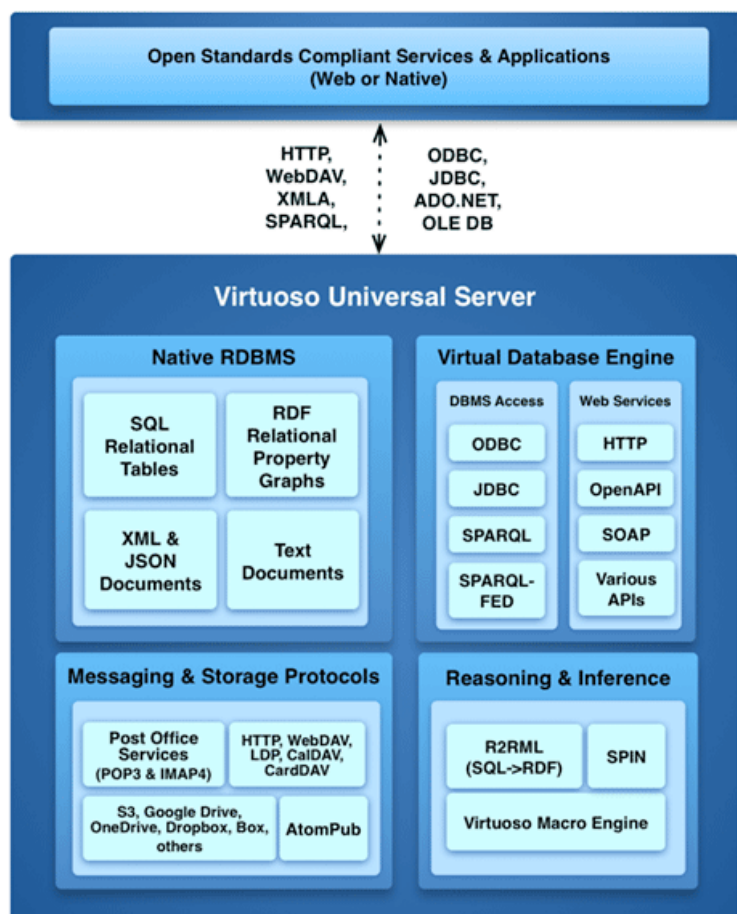 Open Standards Compliant Services & Applications
(Web or Native)
HTTP,
WebDAV,
XMLA,
SPARQL,
ODBC,
JDBC,
ADO.NET,
OLE DB
Virtuoso Universal Server
Native RDBMS
SQL
Relational
Tables
RDF
Relational
Property
Graphs
XML &
JSON
Documents
Text
Documents
Virtual Database Engine
DBMS Access
ODBC
JDBC
SPARQL
SPARQL-
FED
Web Services
HTTP
OpenAPI
SOAP
Various
APIs
Messaging & Storage Protocols
Post Office
Services
(POP3 & IMAP4)
HTTP, WebDAV,
LDP, CalDAV,
CardDAV
S3, Google Drive,
OneDrive, Dropbox, Box,
others
AtomPub
Reasoning & Inference
R2RML
(SQL->RDF)
SPIN
Virtuoso Macro Engine